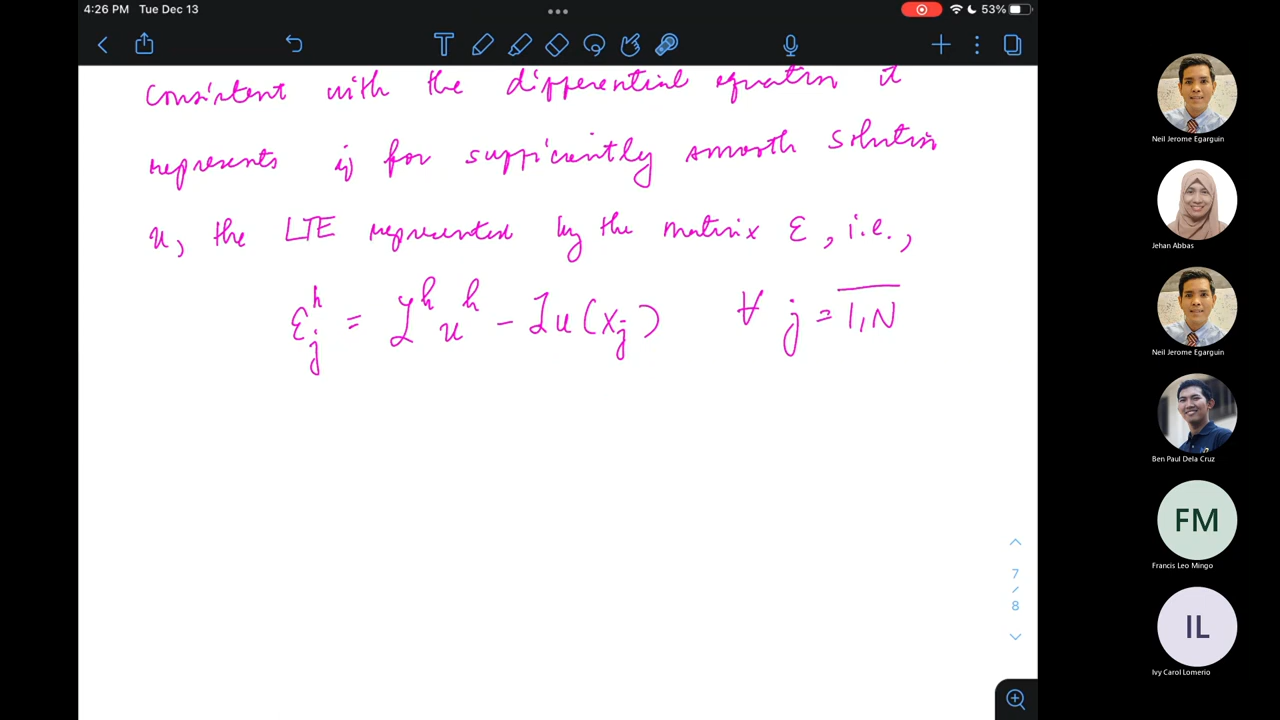 4:26 PM Tue Dec 13
53%
consistent with the differential equation it
represents if for sufficiently smooth solution
u, the LTE represented by the matrix ε, i.e.,
ε_j^h = ℒ^h u^h - ℒu(x_j) ∀ j = \overline{1,N}
7
/
8
Neil Jerome Egarguin
Jehan Abbas
Neil Jerome Egarguin
Ben Paul Dela Cruz
FM
Francis Leo Mingo
IL
Ivy Carol Lomerio